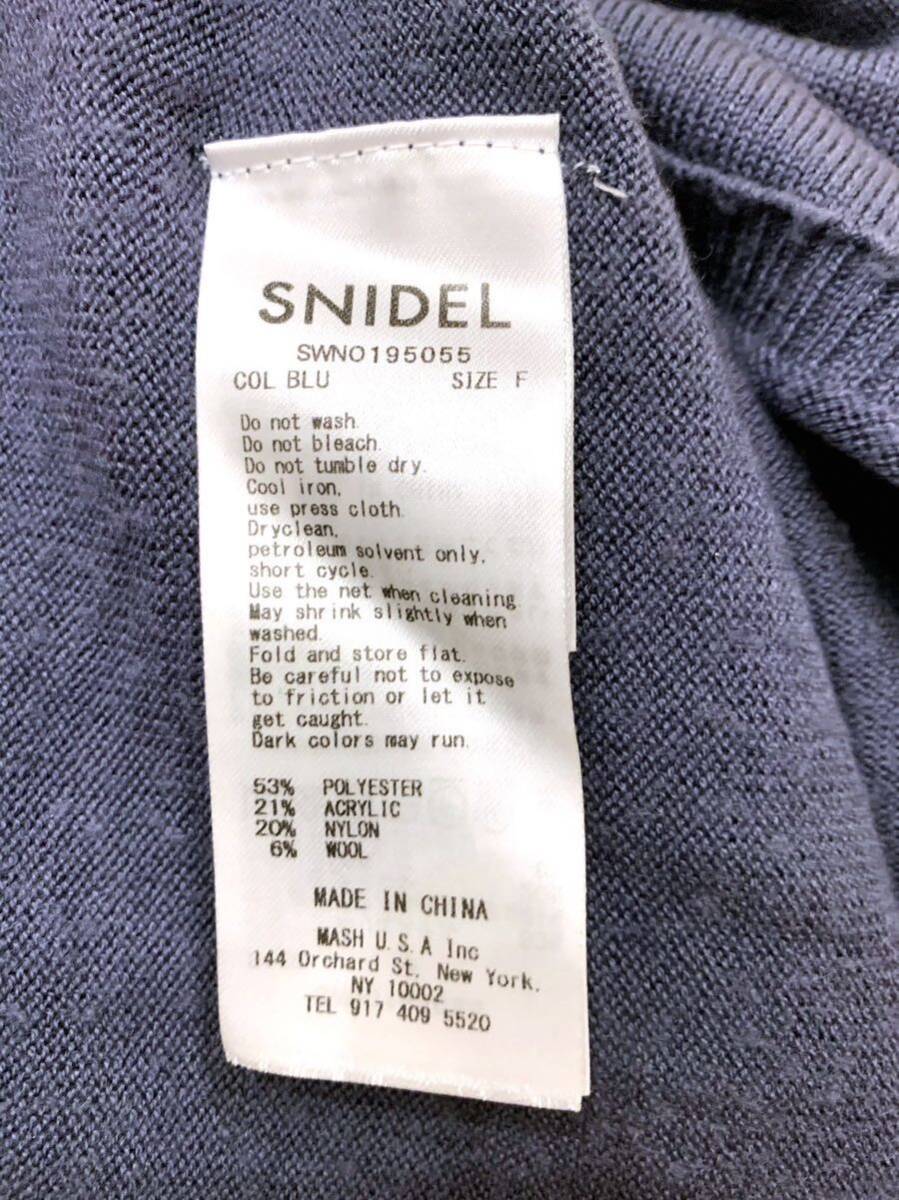 SNIDEL
SWNO195055
COL BLU SIZE F
Do not wash.
Do not bleach.
Do not tumble dry.
Cool iron,
use press cloth.
Dryclean,
petroleum solvent only,
short cycle.
Use the net when cleaning.
May shrink slightly when
washed.
Fold and store flat.
Be careful not to expose
to friction or let it
get caught.
Dark colors may run.
53% POLYESTER
21% ACRYLIC
20% NYLON
6% WOOL
MADE IN CHINA
MASH U.S.A Inc
144 Orchard St, New York,
NY 10002
TEL 917 409 5520